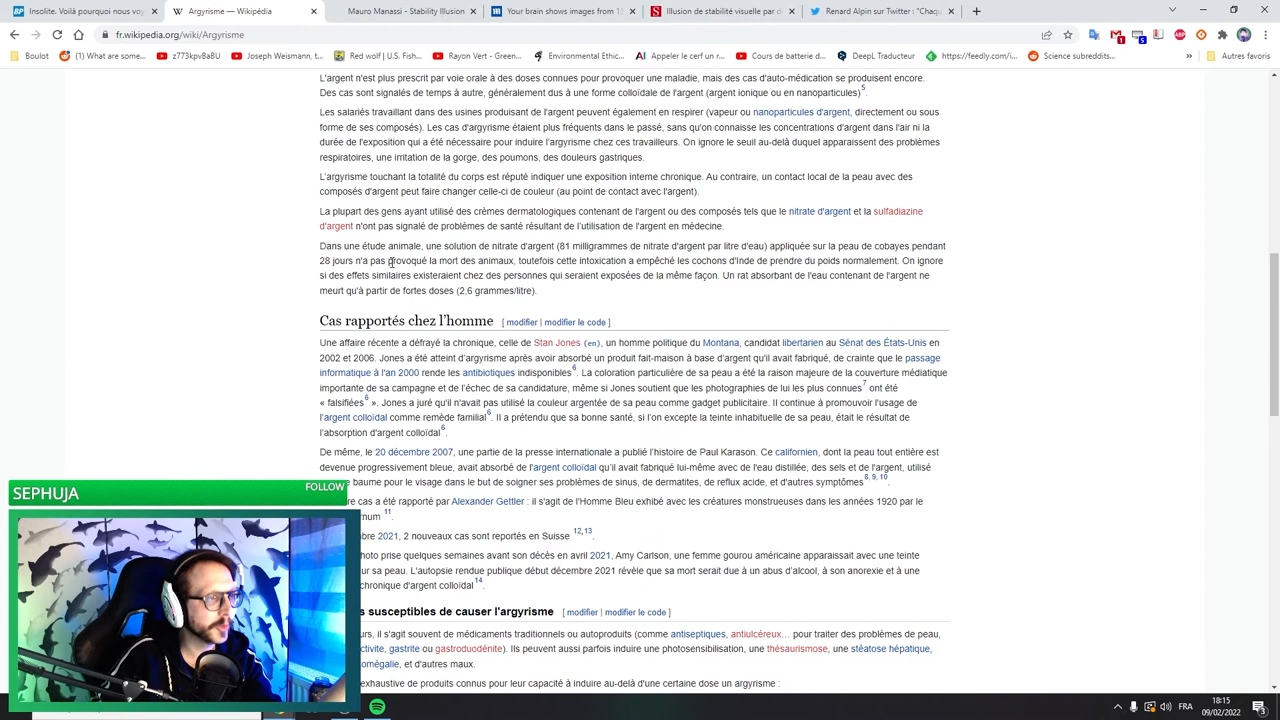 Insolite. Pourquoi nous voy
Argyrisme — Wikipédia
Mauro Manassi - Stability Illusion
Your brain shows images from 15
Illusion de stabilité visuelle par d
Renard Alpin sur Twitter : "Chaqu
fr.wikipedia.org/wiki/Argyrisme
Boulot
(1) What are some...
z773kpvBaBU
Joseph Weismann, t...
Red wolf | U.S. Fish...
Rayon Vert - Green...
Environmental Ethic...
Appeler le cerf un r...
Cours de batterie d...
DeepL Traducteur
https://feedly.com/i...
Science subreddits...
»
Autres favoris
L'argent n'est plus prescrit par voie orale à des doses connues pour provoquer une maladie, mais des cas d'auto-médication se produisent encore.
Des cas sont signalés de temps à autre, généralement dus à une forme colloïdale de l'argent (argent ionique ou en nanoparticules)5.
Les salariés travaillant dans des usines produisant de l'argent peuvent également en respirer (vapeur ou nanoparticules d'argent, directement ou sous
forme de ses composés). Les cas d'argyrisme étaient plus fréquents dans le passé, sans qu'on connaisse les concentrations d'argent dans l'air ni la
durée de l'exposition qui a été nécessaire pour induire l'argyrisme chez ces travailleurs. On ignore le seuil au-delà duquel apparaissent des problèmes
respiratoires, une irritation de la gorge, des poumons, des douleurs gastriques.
L'argyrisme touchant la totalité du corps est réputé indiquer une exposition interne chronique. Au contraire, un contact local de la peau avec des
composés d'argent peut faire changer celle-ci de couleur (au point de contact avec l'argent).
La plupart des gens ayant utilisé des crèmes dermatologiques contenant de l'argent ou des composés tels que le nitrate d'argent et la sulfadiazine
d'argent n'ont pas signalé de problèmes de santé résultant de l'utilisation de l'argent en médecine.
Dans une étude animale, une solution de nitrate d'argent (81 milligrammes de nitrate d'argent par litre d'eau) appliquée sur la peau de cobayes pendant
28 jours n'a pas provoqué la mort des animaux, toutefois cette intoxication a empêché les cochons d'Inde de prendre du poids normalement. On ignore
si des effets similaires existeraient chez des personnes qui seraient exposées de la même façon. Un rat absorbant de l'eau contenant de l'argent ne
meurt qu'à partir de fortes doses (2,6 grammes/litre).
Cas rapportés chez l'homme [ modifier | modifier le code ]
Une affaire récente a défrayé la chronique, celle de Stan Jones (en), un homme politique du Montana, candidat libertarien au Sénat des États-Unis en
2002 et 2006. Jones a été atteint d'argyrisme après avoir absorbé un produit fait-maison à base d'argent qu'il avait fabriqué, de crainte que le passage
informatique à l'an 2000 rende les antibiotiques indisponibles6. La coloration particulière de sa peau a été la raison majeure de la couverture médiatique
importante de sa campagne et de l'échec de sa candidature, même si Jones soutient que les photographies de lui les plus connues7 ont été
« falsifiées6 ». Jones a juré qu'il n'avait pas utilisé la couleur argentée de sa peau comme gadget publicitaire. Il continue à promouvoir l'usage de
l'argent colloïdal comme remède familial6. Il a prétendu que sa bonne santé, si l'on excepte la teinte inhabituelle de sa peau, était le résultat de
l'absorption d'argent colloïdal6.
De même, le 20 décembre 2007, une partie de la presse internationale a publié l'histoire de Paul Karason. Ce californien, dont la peau tout entière est
devenue progressivement bleue, avait absorbé de l'argent colloïdal qu'il avait fabriqué lui-même avec de l'eau distillée, des sels et de l'argent, utilisé
baume pour le visage dans le but de soigner ses problèmes de sinus, de dermatites, de reflux acide, et d'autres symptômes8, 9, 10.
SEPHUJA
FOLLOW
re cas a été rapporté par Alexander Gettler : il s'agit de l'Homme Bleu exhibé avec les créatures monstrueuses dans les années 1920 par le
num 11.
bre 2021, 2 nouveaux cas sont reportés en Suisse 12,13
hoto prise quelques semaines avant son décès en avril 2021, Amy Carlson, une femme gourou américaine apparaissait avec une teinte
ur sa peau. L'autopsie rendue publique début décembre 2021 révèle que sa mort serait due à un abus d'alcool, à son anorexie et à une
chronique d'argent colloïdal14.
s susceptibles de causer l'argyrisme [ modifier | modifier le code ]
urs, il s'agit souvent de médicaments traditionnels ou autoproduits (comme antiseptiques, antiulcéreux… pour traiter des problèmes de peau,
ctivite, gastrite ou gastroduodénite). Ils peuvent aussi parfois induire une photosensibilisation, une thésaurismose, une stéatose hépatique,
omégalie, et d'autres maux.
exhaustive de produits connus pour leur capacité à induire au-delà d'une certaine dose un argyrisme :
FRA
18:15
09/02/2022